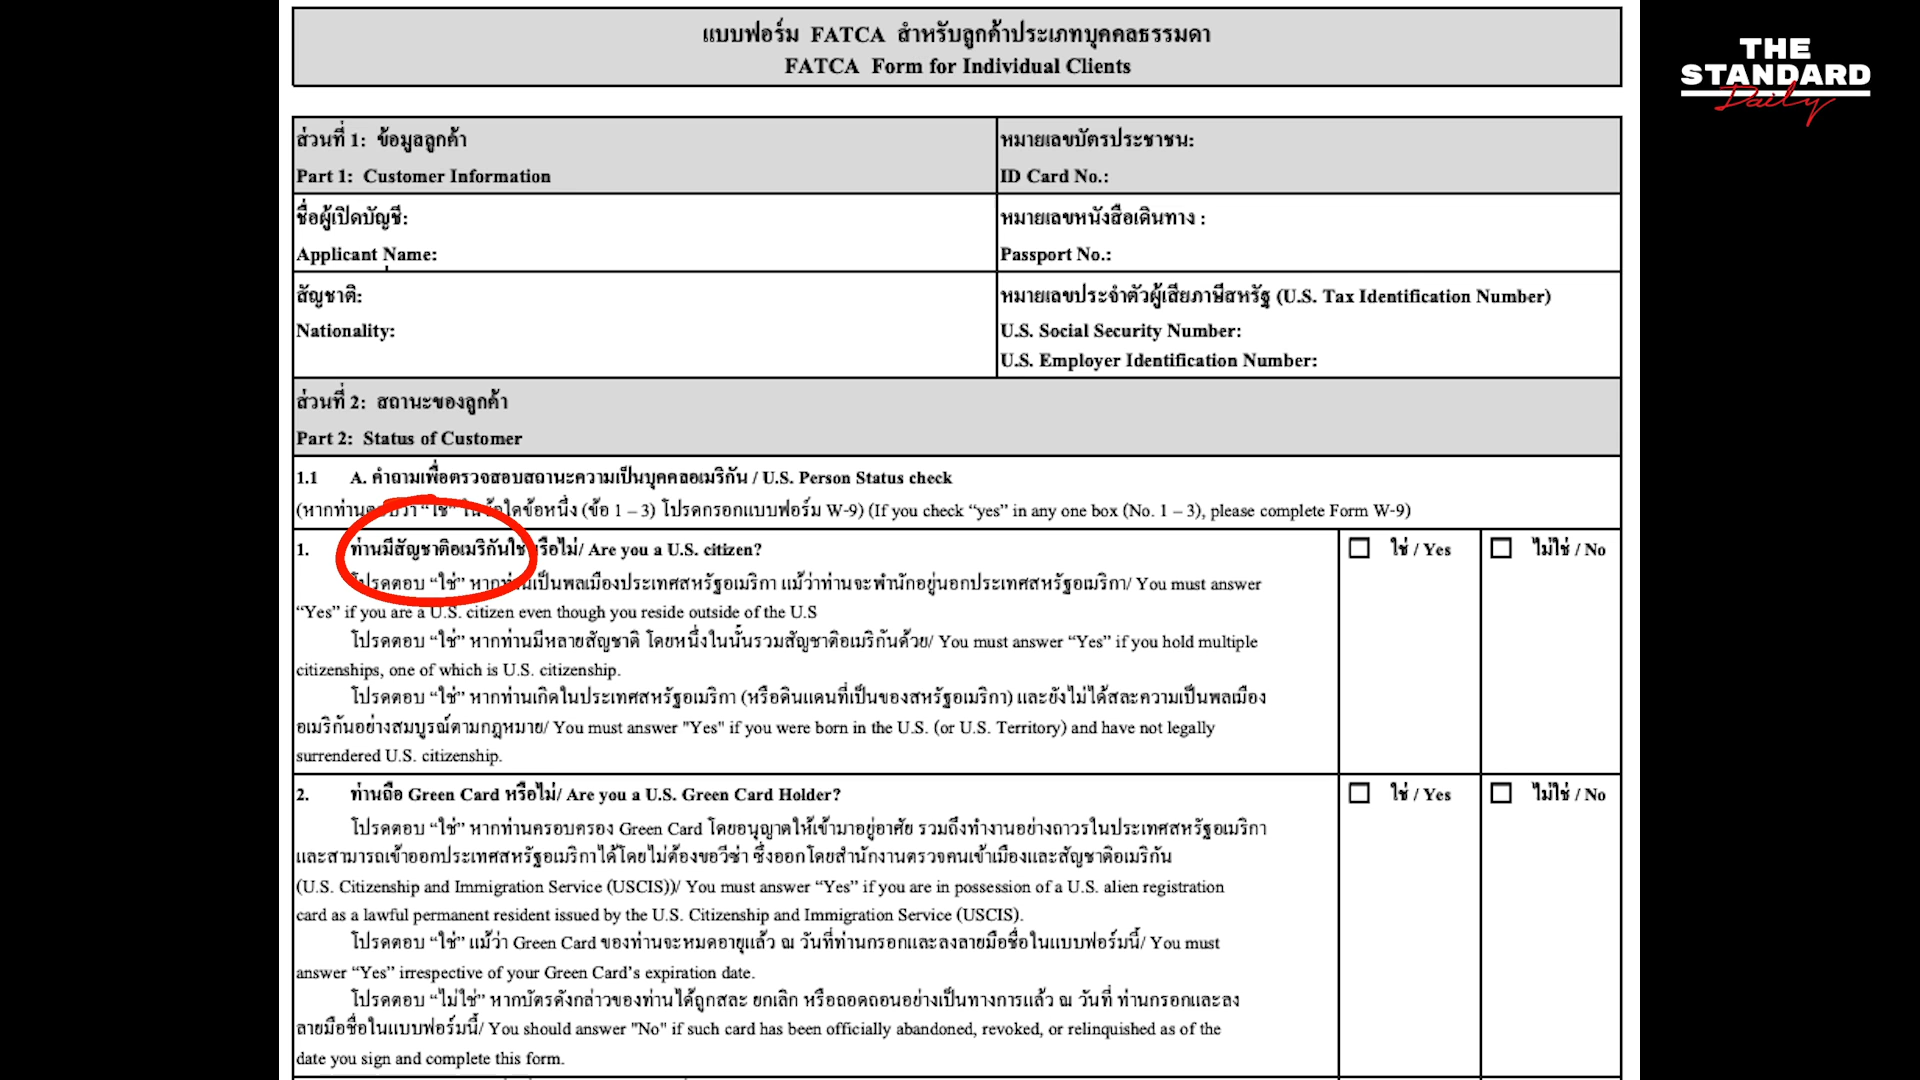 แบบฟอร์ม FATCA สำหรับลูกค้าประเภทบุคคลธรรมดา
FATCA Form for Individual Clients
THE
STANDARD
Daily
ส่วนที่ 1: ข้อมูลลูกค้า
Part 1: Customer Information
หมายเลขบัตรประชาชน:
ID Card No.:
ชื่อผู้เปิดบัญชี:
Applicant Name:
หมายเลขหนังสือเดินทาง :
Passport No.:
สัญชาติ:
Nationality:
หมายเลขประจำตัวผู้เสียภาษีสหรัฐ (U.S. Tax Identification Number)
U.S. Social Security Number:
U.S. Employer Identification Number:
ส่วนที่ 2: สถานะของลูกค้า
Part 2: Status of Customer
1.1 A. คำถามเพื่อตรวจสอบสถานะความเป็นบุคคลอเมริกัน / U.S. Person Status check
(หากท่านตอบว่า “ใช่” ในข้อใดข้อหนึ่ง (ข้อ 1 – 3) โปรดกรอกแบบฟอร์ม W-9) (If you check “yes” in any one box (No. 1 – 3), please complete Form W-9)
1. ท่านมีสัญชาติอเมริกันใช่หรือไม่/ Are you a U.S. citizen?
ใช่ / Yes
ไม่ใช่ / No
โปรดตอบ “ใช่” หากท่านเป็นพลเมืองประเทศสหรัฐอเมริกา แม้ว่าท่านจะพำนักอยู่นอกประเทศสหรัฐอเมริกา/ You must answer
“Yes” if you are a U.S. citizen even though you reside outside of the U.S
โปรดตอบ “ใช่” หากท่านมีหลายสัญชาติ โดยหนึ่งในนั้นรวมสัญชาติอเมริกันด้วย/ You must answer “Yes” if you hold multiple
citizenships, one of which is U.S. citizenship.
โปรดตอบ “ใช่” หากท่านเกิดในประเทศสหรัฐอเมริกา (หรือดินแดนที่เป็นของสหรัฐอเมริกา) และยังไม่ได้สละความเป็นพลเมือง
อเมริกันอย่างสมบูรณ์ตามกฎหมาย/ You must answer "Yes" if you were born in the U.S. (or U.S. Territory) and have not legally
surrendered U.S. citizenship.
2. ท่านถือ Green Card หรือไม่/ Are you a U.S. Green Card Holder?
ใช่ / Yes
ไม่ใช่ / No
โปรดตอบ “ใช่” หากท่านครอบครอง Green Card โดยอนุญาตให้เข้ามาอยู่อาศัย รวมถึงทำงานอย่างถาวรในประเทศสหรัฐอเมริกา
และสามารถเข้าออกประเทศสหรัฐอเมริกาได้โดยไม่ต้องขอวีซ่า ซึ่งออกโดยสำนักงานตรวจคนเข้าเมืองและสัญชาติอเมริกัน
(U.S. Citizenship and Immigration Service (USCIS))/ You must answer “Yes” if you are in possession of a U.S. alien registration
card as a lawful permanent resident issued by the U.S. Citizenship and Immigration Service (USCIS).
โปรดตอบ “ใช่” แม้ว่า Green Card ของท่านจะหมดอายุแล้ว ณ วันที่ท่านกรอกและลงลายมือชื่อในแบบฟอร์มนี้/ You must
answer “Yes” irrespective of your Green Card’s expiration date.
โปรดตอบ “ไม่ใช่” หากบัตรดังกล่าวของท่านได้ถูกสละ ยกเลิก หรือถอดถอนอย่างเป็นทางการแล้ว ณ วันที่ ท่านกรอกและลง
ลายมือชื่อในแบบฟอร์มนี้/ You should answer "No" if such card has been officially abandoned, revoked, or relinquished as of the
date you sign and complete this form.